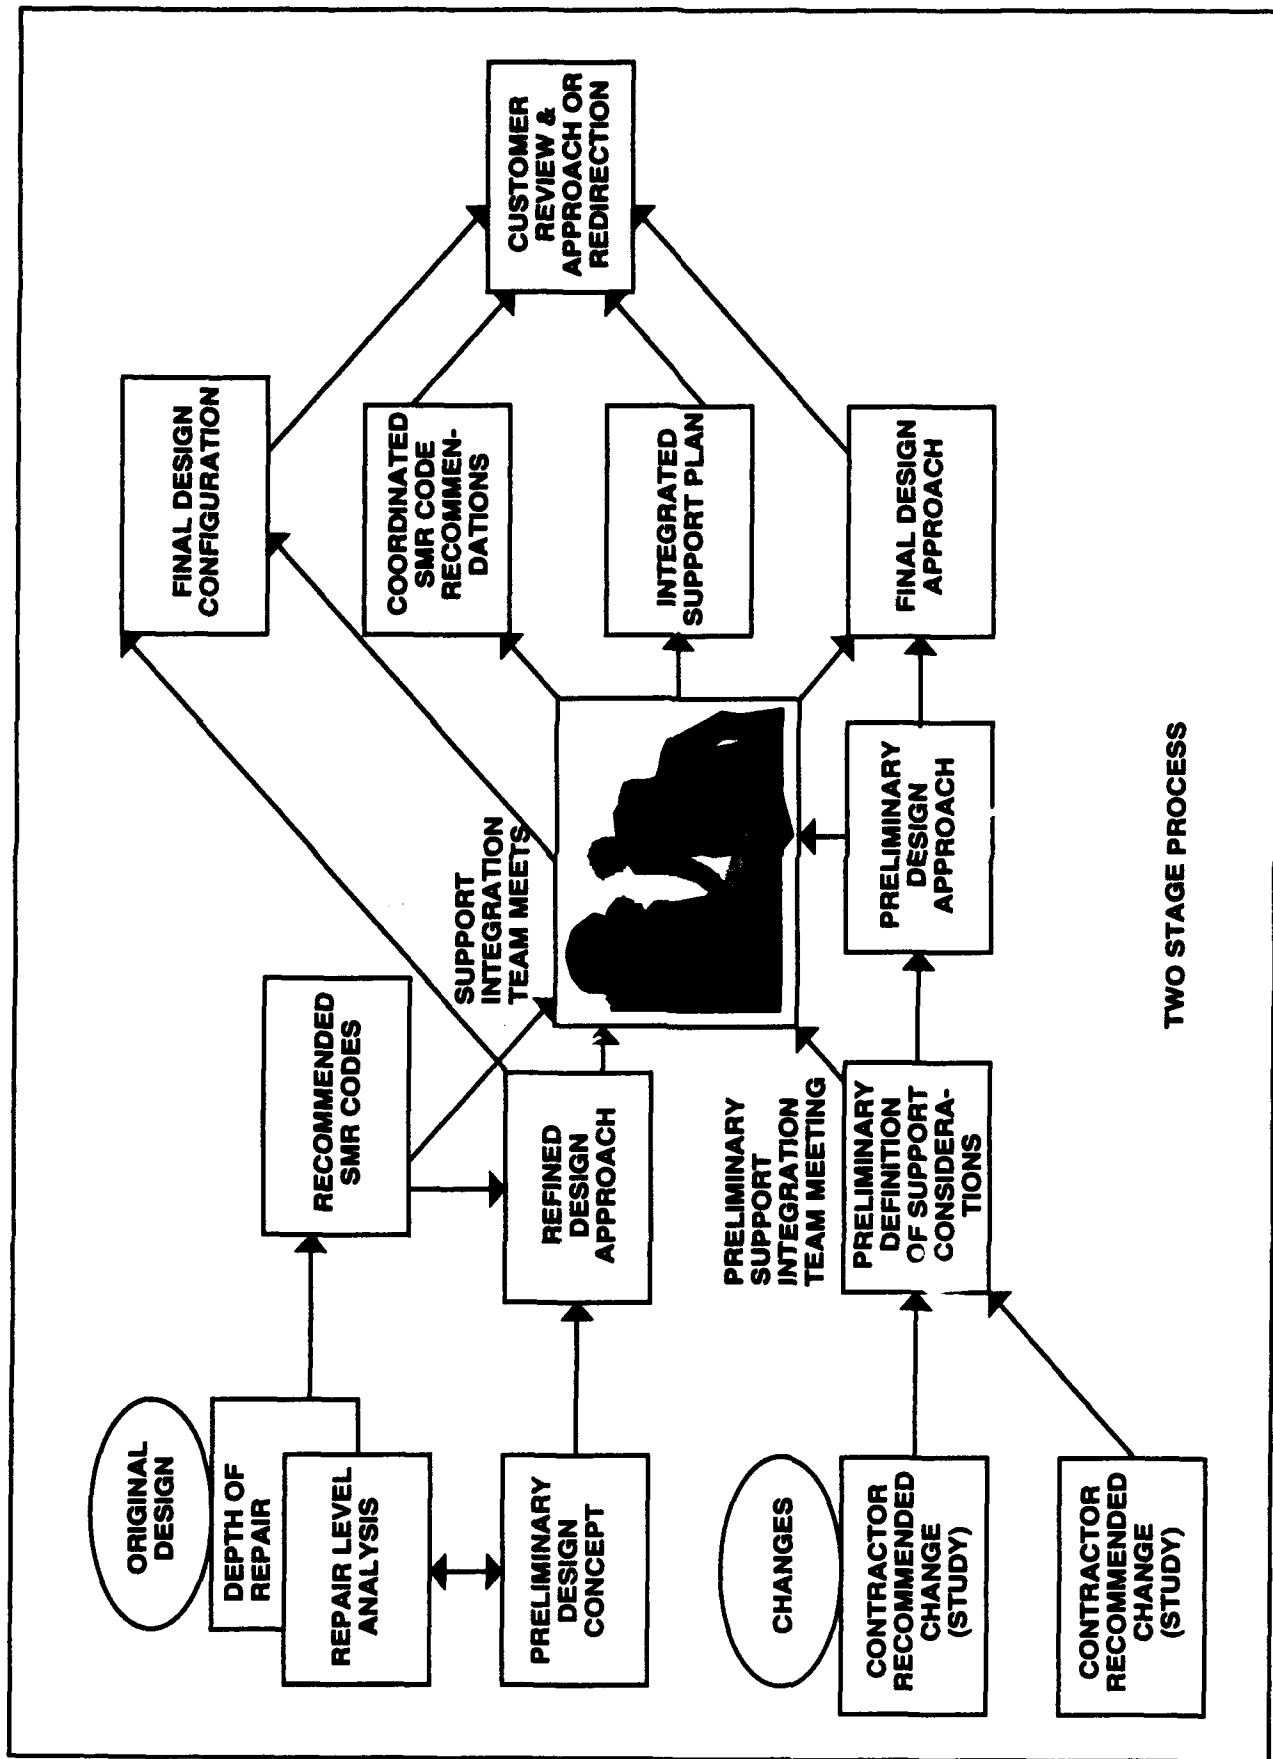 ORIGINAL
DESIGN
DEPTH OF
REPAIR
REPAIR LEVEL
ANALYSIS
PRELIMINARY
DESIGN
CONCEPT
RECOMMENDED
SMR CODES
REFINED
DESIGN
APPROACH
SUPPORT
INTEGRATION
TEAM MEETS
FINAL DESIGN
CONFIGURATION
COORDINATED
SMR CODE
RECOMMEN-
DATIONS
INTEGRATED
SUPPORT PLAN
FINAL DESIGN
APPROACH
CUSTOMER
REVIEW &
APPROACH OR
REDIRECTION
CHANGES
CONTRACTOR
RECOMMENDED
CHANGE
(STUDY)
CONTRACTOR
RECOMMENDED
CHANGE
(STUDY)
PRELIMINARY
SUPPORT
INTEGRATION
TEAM MEETING
PRELIMINARY
DEFINITION
OF SUPPORT
CONSIDERA-
TIONS
PRELIMINARY
DESIGN
APPROACH
TWO STAGE PROCESS